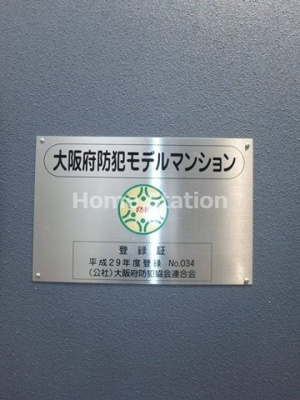 大阪府防犯モデルマンション
Home Station
防犯
登録証
平成29年度登録 No.034
(公社)大阪府防犯協会連合会